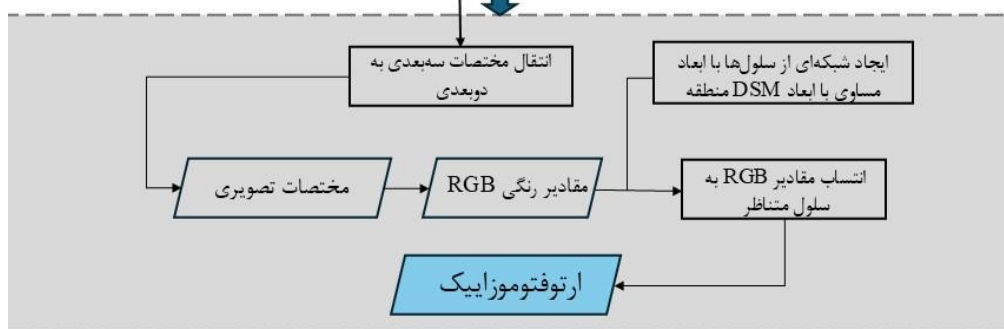 انتقال مختصات سه‌بعدی به
دوبعدی
ایجاد شبکه‌ای از سلول‌ها با ابعاد
مساوی با ابعاد DSM منطقه
مختصات تصویری
مقادیر رنگی RGB
انتساب مقادیر RGB به
سلول متناظر
ارتوفتوموزاییک